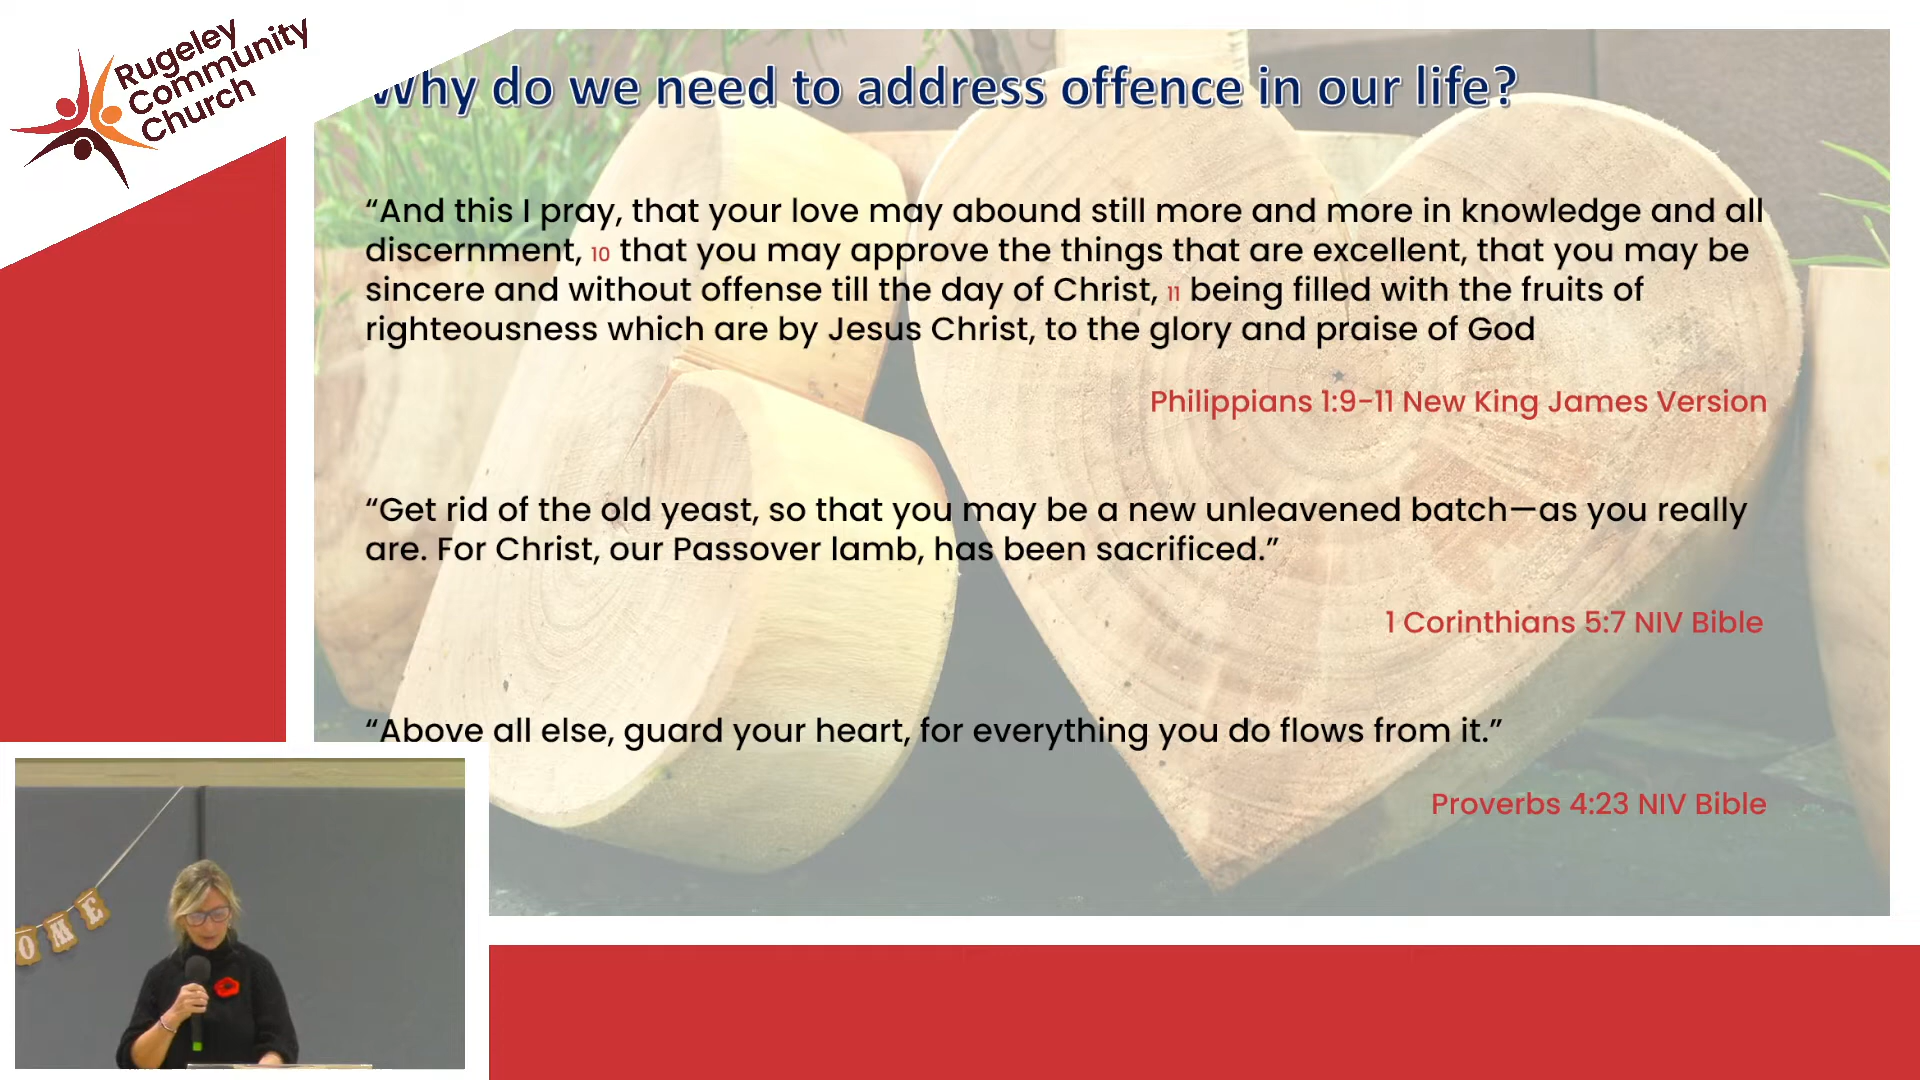 Rugeley
Community
Church
Why do we need to address offence in our life?
“And this I pray, that your love may abound still more and more in knowledge and all
discernment, 10 that you may approve the things that are excellent, that you may be
sincere and without offense till the day of Christ, 11 being filled with the fruits of
righteousness which are by Jesus Christ, to the glory and praise of God
Philippians 1:9-11 New King James Version
“Get rid of the old yeast, so that you may be a new unleavened batch—as you really
are. For Christ, our Passover lamb, has been sacrificed.”
1 Corinthians 5:7 NIV Bible
“Above all else, guard your heart, for everything you do flows from it.”
Proverbs 4:23 NIV Bible
OME